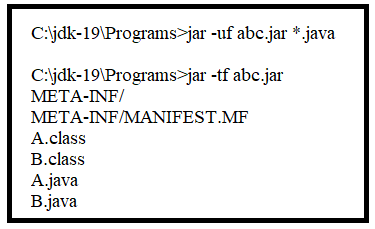 C:\jdk-19\Programs>jar -uf abc.jar *.java
C:\jdk-19\Programs>jar -tf abc.jar
META-INF/
META-INF/MANIFEST.MF
A.class
B.class
A.java
B.java